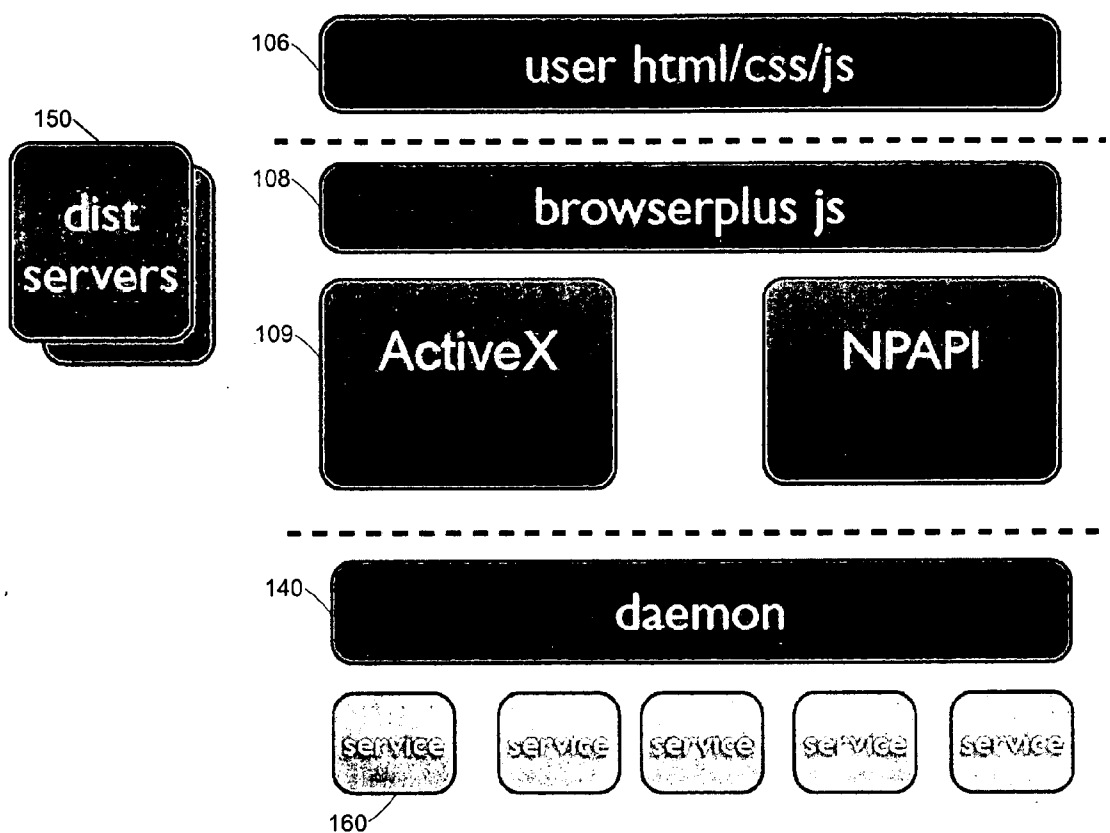 106
user html/css/js
150
dist
servers
108
browserplus js
109
ActiveX
NPAPI
140
daemon
service
service
service
service
service
160